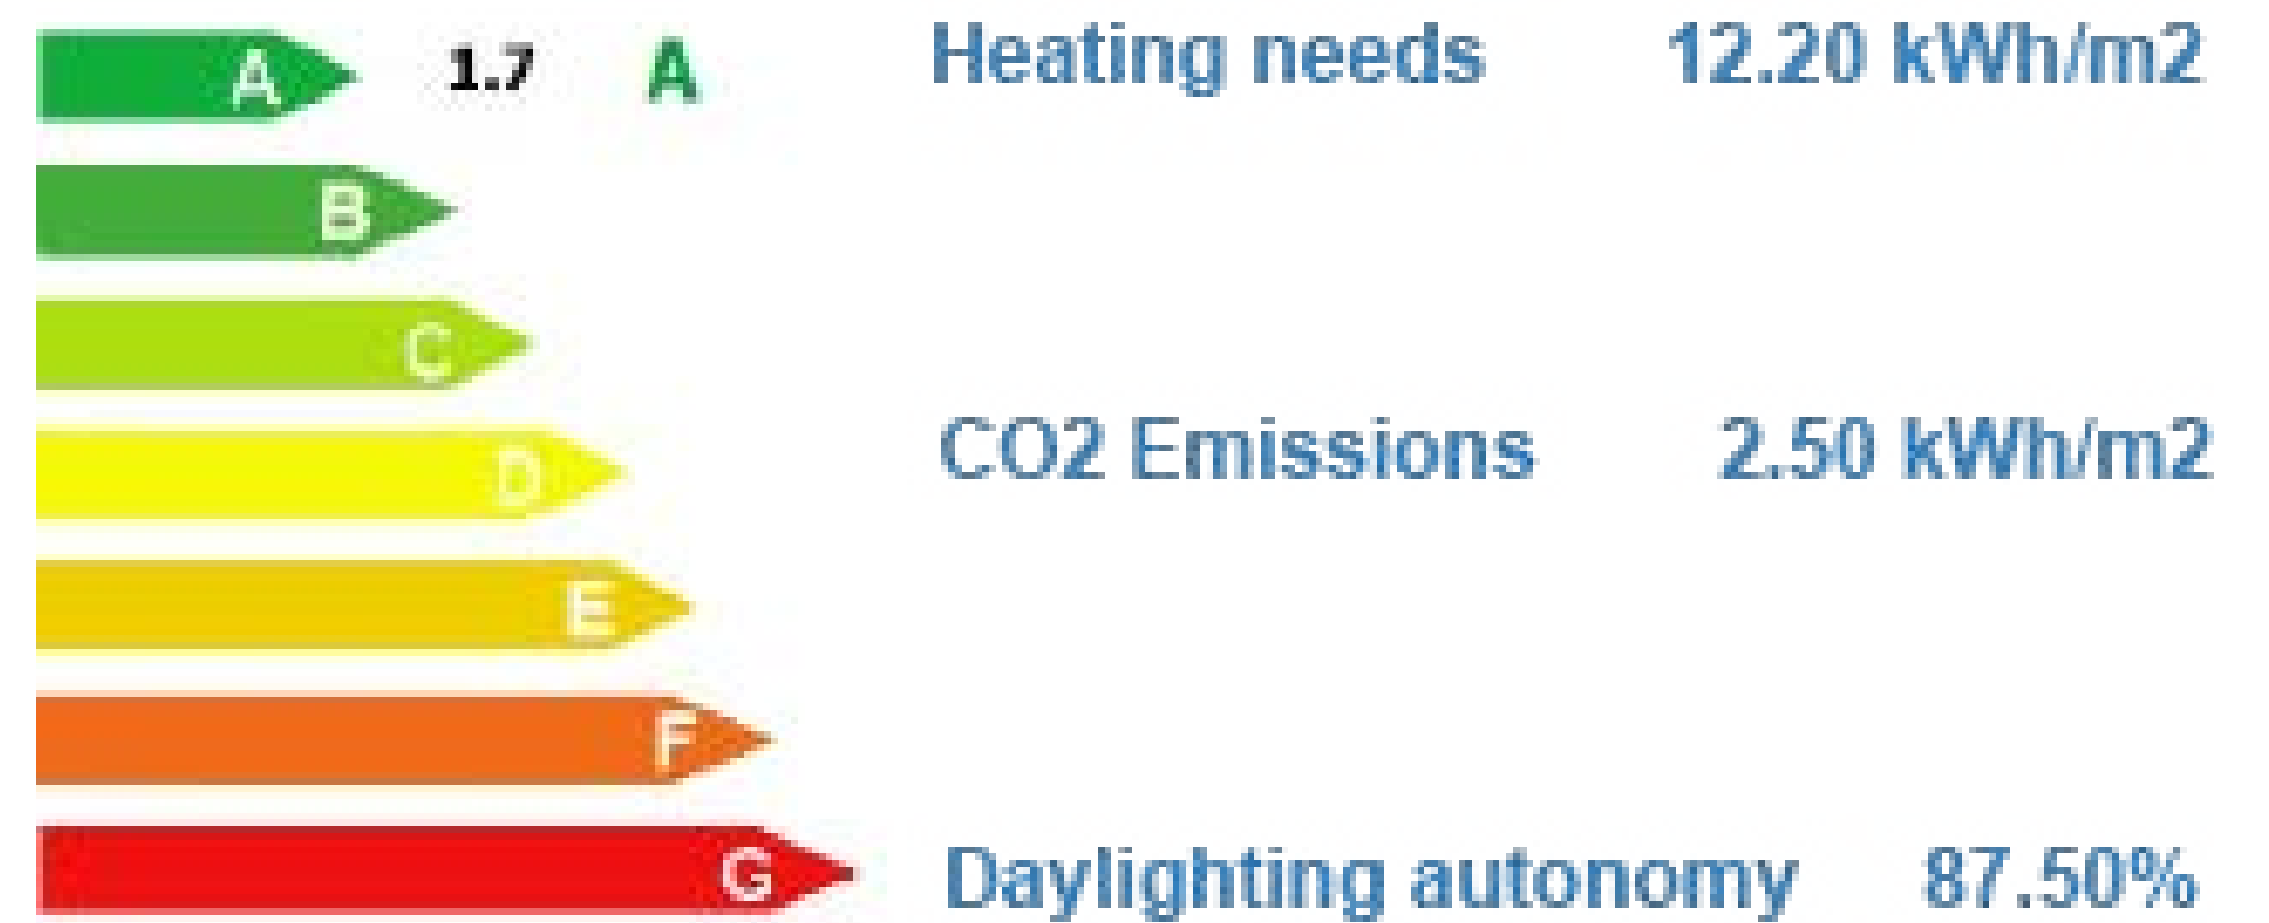 A 1.7 A Heating needs 12.20 kWh/m2
B
C
D CO2 Emissions 2.50 kWh/m2
E
F
G Daylighting autonomy 87.50%